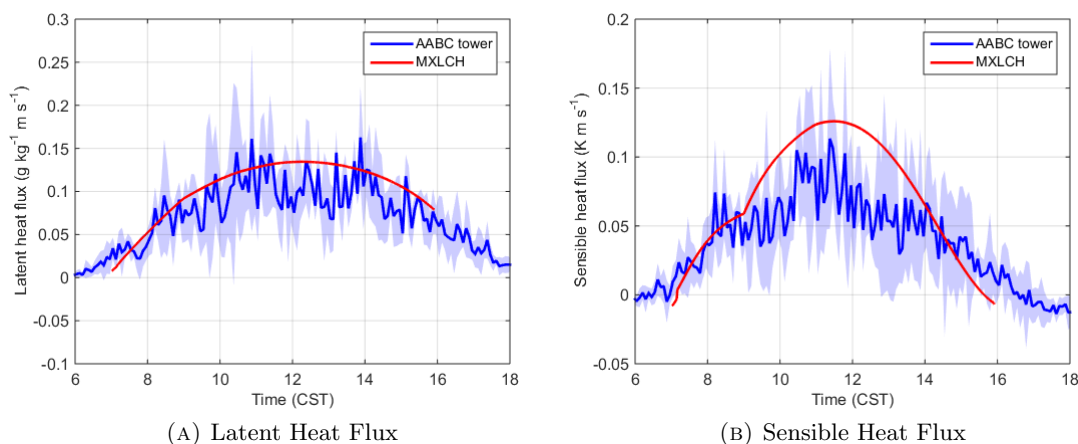 0.3
0.25
0.2
0.15
0.1
0.05
0
-0.05
-0.1
Latent heat flux (g kg-1 m s-1)
6 8 10 12 14 16 18
Time (CST)
AABC tower
MXLCH
(A) Latent Heat Flux
0.2
0.15
0.1
0.05
0
-0.05
Sensible heat flux (K m s-1)
6 8 10 12 14 16 18
Time (CST)
AABC tower
MXLCH
(B) Sensible Heat Flux